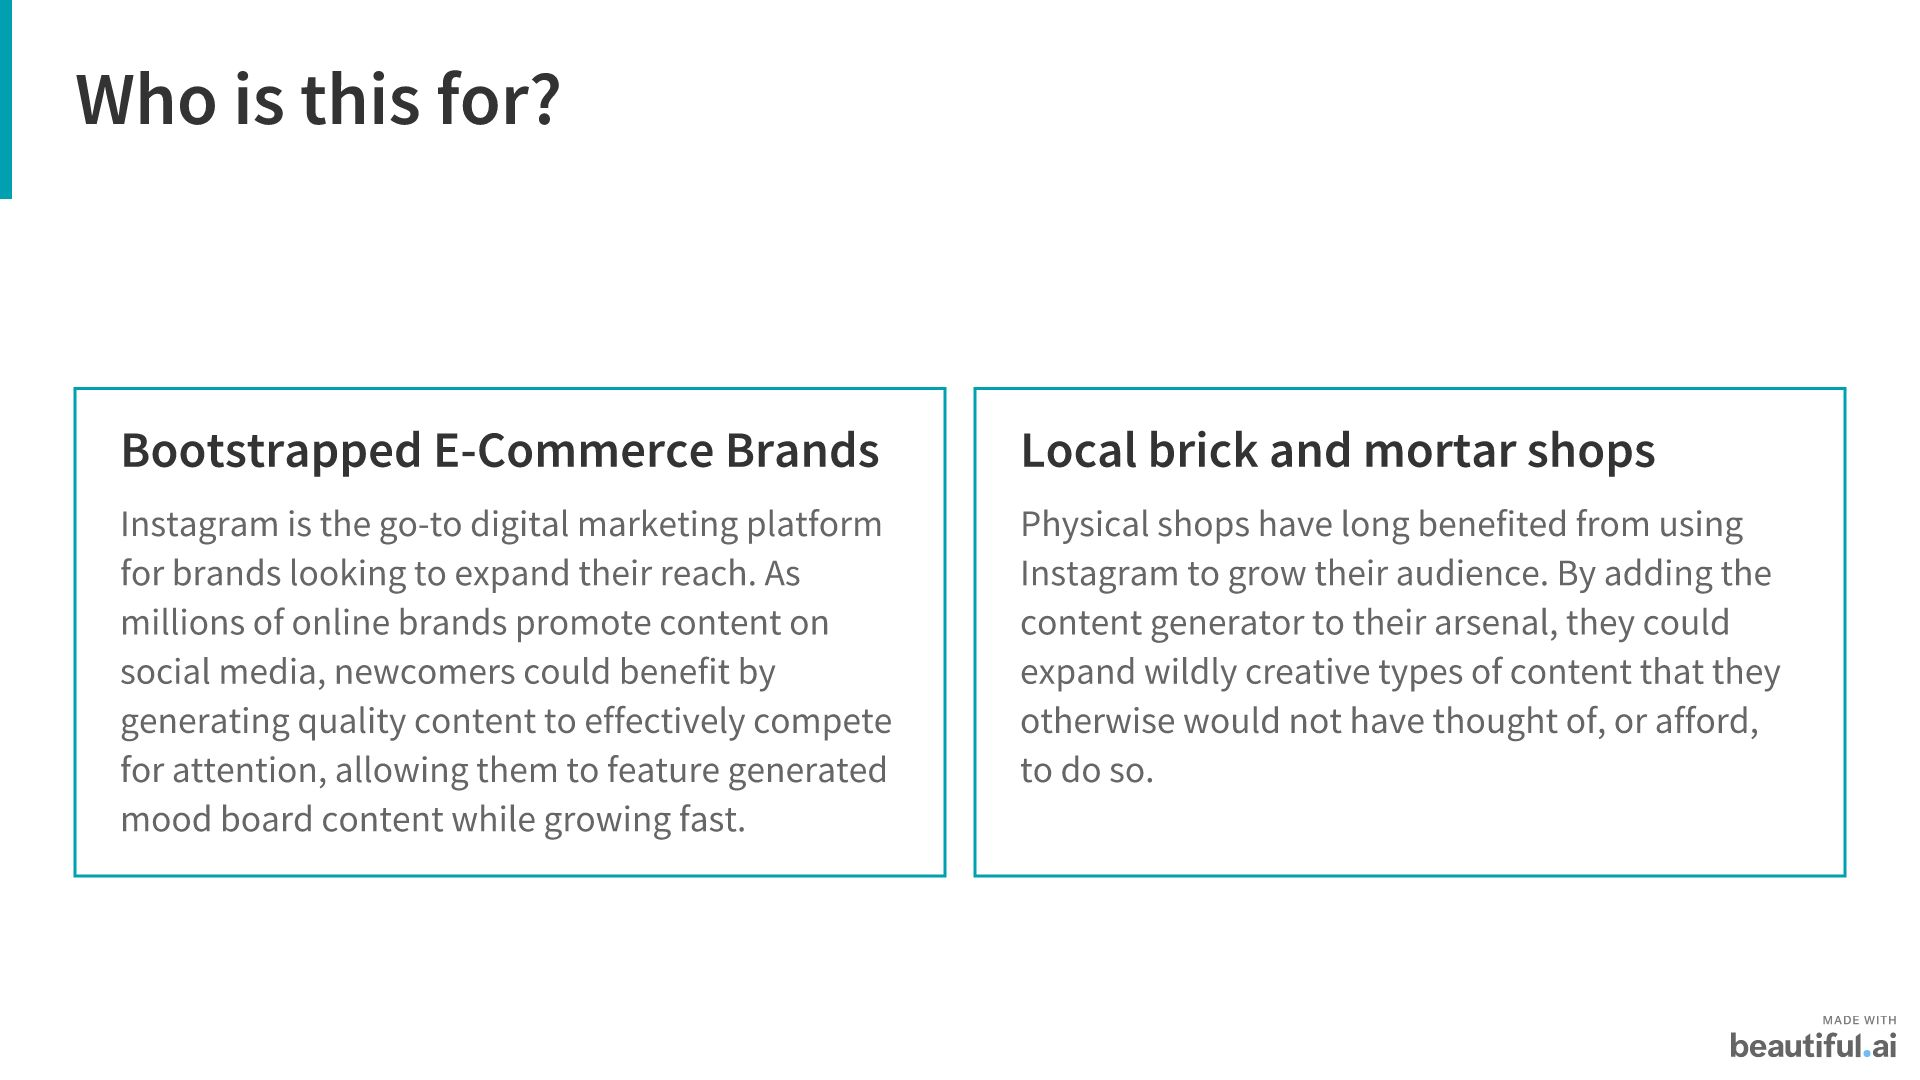 Who is this for?
Bootstrapped E-Commerce Brands
Instagram is the go-to digital marketing platform
for brands looking to expand their reach. As
millions of online brands promote content on
social media, newcomers could benefit by
generating quality content to effectively compete
for attention, allowing them to feature generated
mood board content while growing fast.
Local brick and mortar shops
Physical shops have long benefited from using
Instagram to grow their audience. By adding the
content generator to their arsenal, they could
expand wildly creative types of content that they
otherwise would not have thought of, or afford,
to do so.
MADE WITH
beautiful.ai